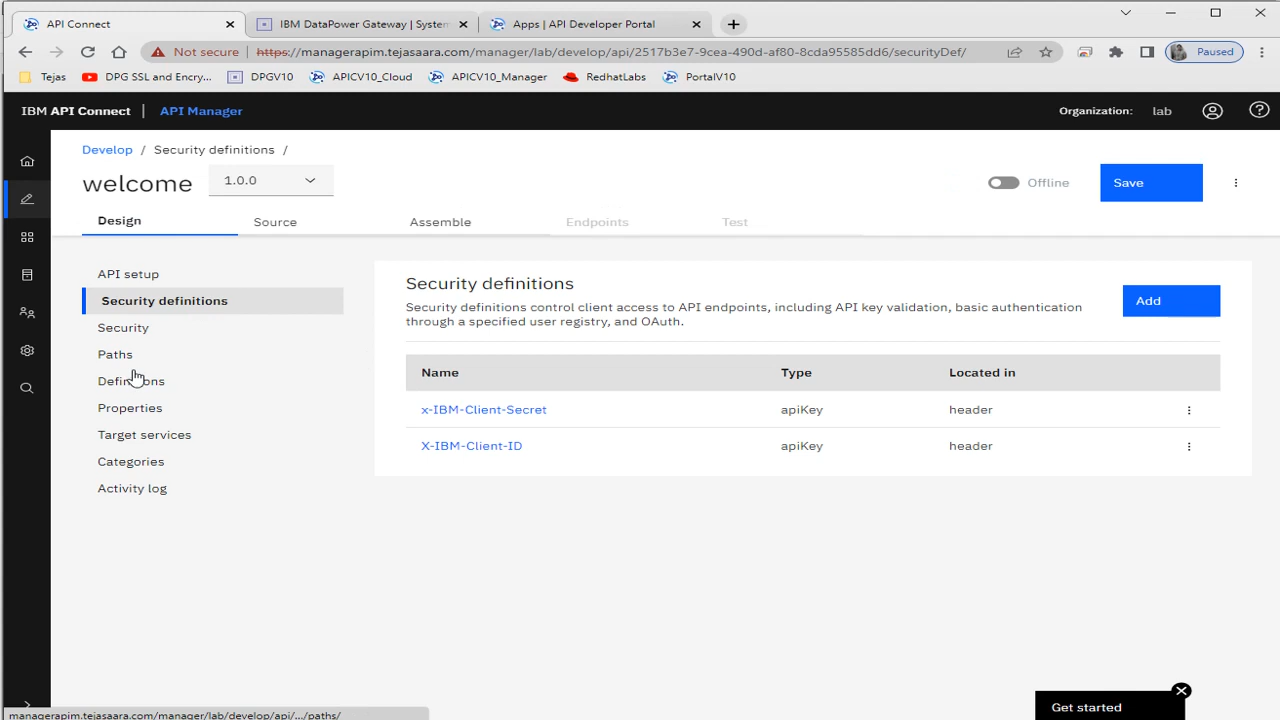 API Connect
IBM DataPower Gateway | System
Apps | API Developer Portal
Not secure
https://managerapim.tejasaara.com/manager/lab/develop/api/2517b3e7-9cea-490d-af80-8cda95585dd6/securityDef/
Paused
Tejas
DPG SSL and Encry...
DPGV10
APICV10_Cloud
APICV10_Manager
RedhatLabs
PortalV10
IBM API Connect | API Manager
Organization: lab
Develop / Security definitions /
welcome
1.0.0
Offline
Save
Design
Source
Assemble
Endpoints
Test
API setup
Security definitions
Security
Paths
Definitions
Properties
Target services
Categories
Activity log
Security definitions
Security definitions control client access to API endpoints, including API key validation, basic authentication
through a specified user registry, and OAuth.
Add
Name Type Located in
x-IBM-Client-Secret apiKey header
X-IBM-Client-ID apiKey header
Get started
managerapim.tejasaara.com/manager/lab/develop/api/.../paths/